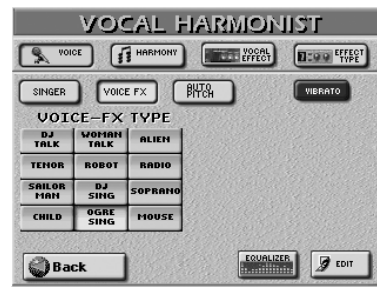 VOCAL HARMONIST
VOICE
HARMONY
VOCAL
EFFECT
EFFECT
TYPE
SINGER
VOICE FX
AUTO
PITCH
VIBRATO
VOICE-FX TYPE
DJ
TALK
WOMAN
TALK
ALIEN
TENOR
ROBOT
RADIO
SAILOR
MAN
DJ
SING
SOPRANO
CHILD
OGRE
SING
MOUSE
Back
EQUALIZER
EDIT